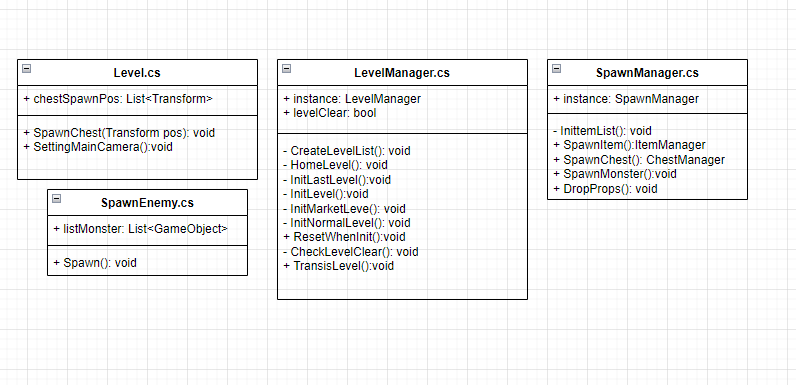 Level.cs
+ chestSpawnPos: List<Transform>
+ SpawnChest(Transform pos): void
+ SettingMainCamera():void
SpawnEnemy.cs
+ listMonster: List<GameObject>
+ Spawn(): void
LevelManager.cs
+ instance: LevelManager
+ levelClear: bool
- CreateLevelList(): void
- HomeLevel(): void
- InitLastLevel():void
- InitLevel():void
- InitMarketLeve(): void
- InitNormalLevel(): void
+ ResetWhenInit():void
- CheckLevelClear(): void
+ TransisLevel():void
SpawnManager.cs
+ instance: SpawnManager
- InittemList(): void
+ SpawnItem():ItemManager
+ SpawnChest(): ChestManager
+ SpawnMonster():void
+ DropProps(): void